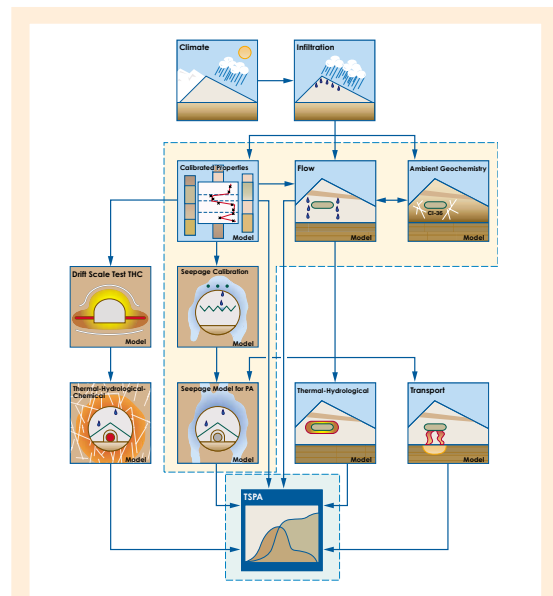 Climate
Infiltration
Calibrated Properties
Model
Flow
Model
Ambient Geochemistry
Cl-36
Model
Drift Scale Test THC
Model
Seepage Calibration
Model
Thermal-Hydrological-
Chemical
Model
Seepage Model for PA
Model
Thermal-Hydrological
Model
Transport
Model
TSPA